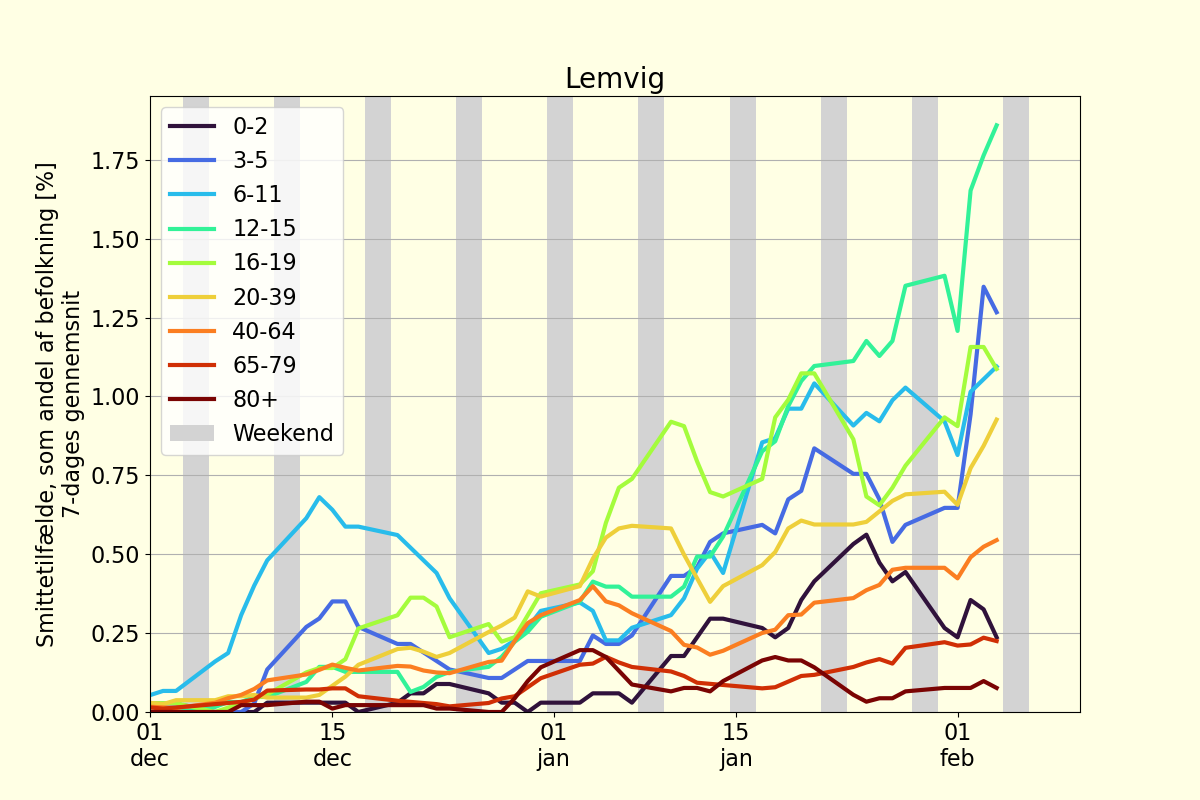 Lemvig
Smittetilfælde, som andel af befolkning [%]
7-dages gennemsnit
1.75
1.50
1.25
1.00
0.75
0.50
0.25
0.00
0-2
3-5
6-11
12-15
16-19
20-39
40-64
65-79
80+
Weekend
01 15 01 15 01
dec dec jan jan feb